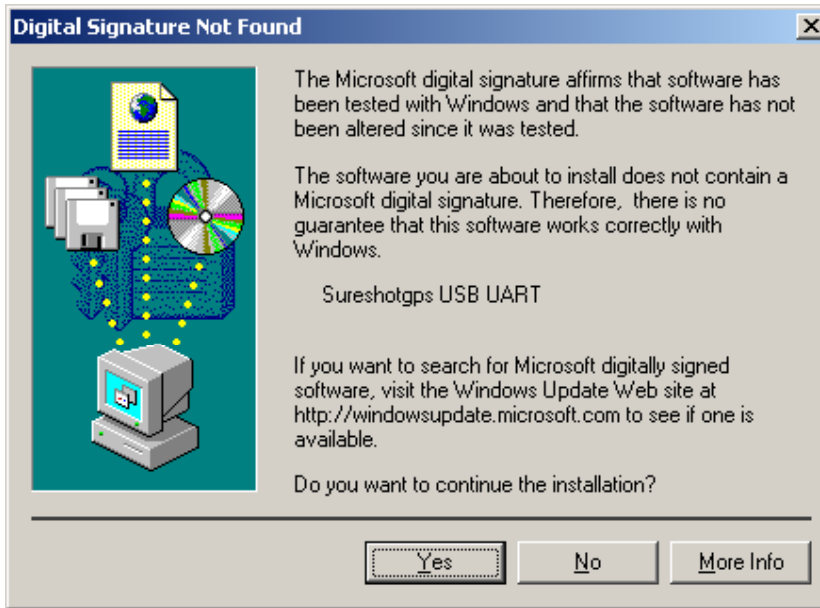 Digital Signature Not Found
The Microsoft digital signature affirms that software has
been tested with Windows and that the software has not
been altered since it was tested.
The software you are about to install does not contain a
Microsoft digital signature. Therefore,  there is no
guarantee that this software works correctly with
Windows.
Sureshotgps USB UART
If you want to search for Microsoft digitally signed
software, visit the Windows Update Web site at
http://windowsupdate.microsoft.com to see if one is
available.
Do you want to continue the installation?
Yes
No
More Info